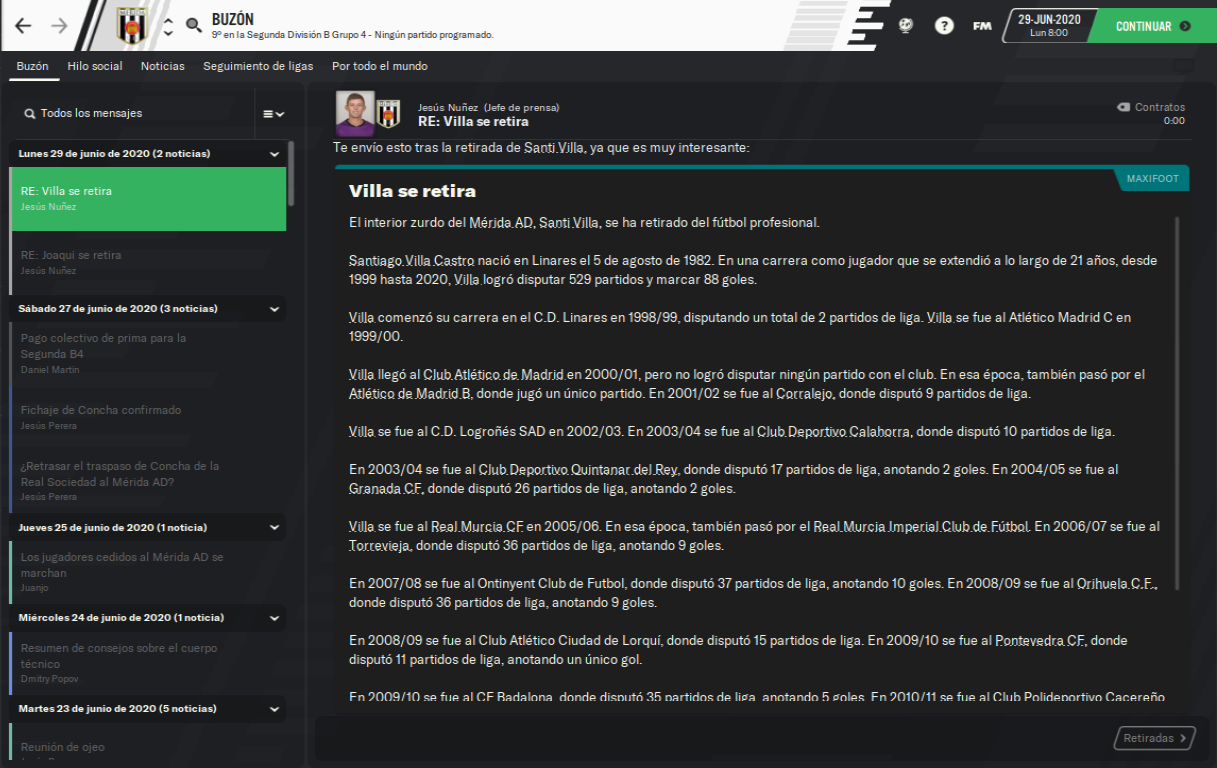 BUZÓN
9º en la Segunda División B Grupo 4 - Ningún partido programado.
?
FM
29-JUN-2020
Lun 8:00
CONTINUAR
Buzón
Hilo social
Noticias
Seguimiento de ligas
Por todo el mundo
Todos los mensajes
Lunes 29 de junio de 2020 (2 noticias)
RE: Villa se retira
Jesús Nuñez
RE: Joaqui se retira
Jesús Nuñez
Sábado 27 de junio de 2020 (3 noticias)
Pago colectivo de prima para la
Segunda B4
Daniel Martín
Fichaje de Concha confirmado
Jesús Perera
¿Retrasar el traspaso de Concha de la
Real Sociedad al Mérida AD?
Jesús Perera
Jueves 25 de junio de 2020 (1 noticia)
Los jugadores cedidos al Mérida AD se
marchan
Juanjo
Miércoles 24 de junio de 2020 (1 noticia)
Resumen de consejos sobre el cuerpo
técnico
Dmitry Popov
Martes 23 de junio de 2020 (5 noticias)
Reunión de ojeo
Jesús Nuñez (Jefe de prensa)
RE: Villa se retira
Contratos
0:00
Te envío esto tras la retirada de Santi Villa, ya que es muy interesante:
MAXIFOOT
Villa se retira
El interior zurdo del Mérida AD, Santi Villa, se ha retirado del fútbol profesional.
Santiago Villa Castro nació en Linares el 5 de agosto de 1982. En una carrera como jugador que se extendió a lo largo de 21 años, desde
1999 hasta 2020, Villa logró disputar 529 partidos y marcar 88 goles.
Villa comenzó su carrera en el C.D. Linares en 1998/99, disputando un total de 2 partidos de liga. Villa se fue al Atlético Madrid C en
1999/00.
Villa llegó al Club Atlético de Madrid en 2000/01, pero no logró disputar ningún partido con el club. En esa época, también pasó por el
Atlético de Madrid B, donde jugó un único partido. En 2001/02 se fue al Corralejo, donde disputó 9 partidos de liga.
Villa se fue al C.D. Logroñés SAD en 2002/03. En 2003/04 se fue al Club Deportivo Calahorra, donde disputó 10 partidos de liga.
En 2003/04 se fue al Club Deportivo Quintanar del Rey, donde disputó 17 partidos de liga, anotando 2 goles. En 2004/05 se fue al
Granada CF, donde disputó 26 partidos de liga, anotando 2 goles.
Villa se fue al Real Murcia CF en 2005/06. En esa época, también pasó por el Real Murcia Imperial Club de Fútbol. En 2006/07 se fue al
Torrevieja, donde disputó 36 partidos de liga, anotando 9 goles.
En 2007/08 se fue al Ontinyent Club de Futbol, donde disputó 37 partidos de liga, anotando 10 goles. En 2008/09 se fue al Orihuela C.F.,
donde disputó 36 partidos de liga, anotando 9 goles.
En 2008/09 se fue al Club Atlético Ciudad de Lorquí, donde disputó 15 partidos de liga. En 2009/10 se fue al Pontevedra CF, donde
disputó 11 partidos de liga, anotando un único gol.
En 2009/10 se fue al CF Badalona, donde disputó 35 partidos de liga, anotando 5 goles. En 2010/11 se fue al Club Polideportivo Cacereño
Retiradas